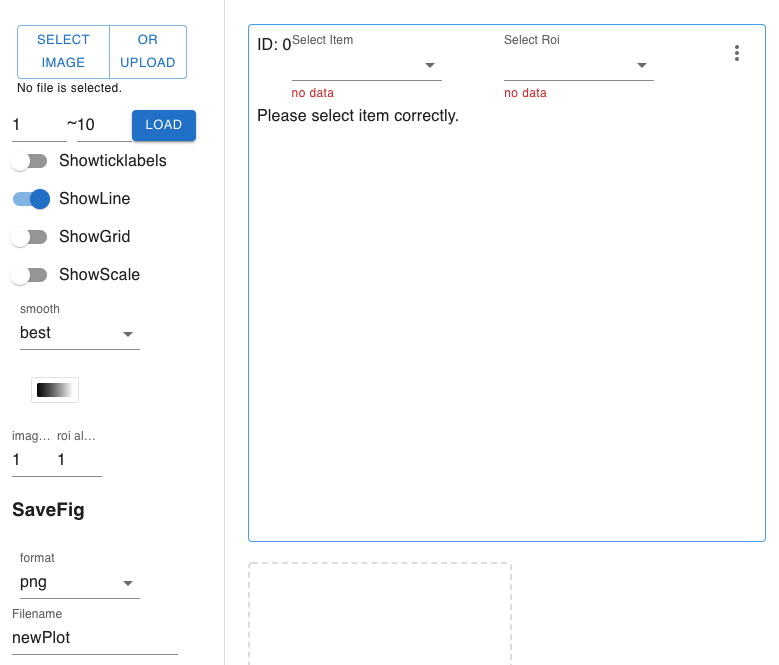 SELECT IMAGE
OR UPLOAD
No file is selected.
1 ~10 LOAD
Showticklabels
ShowLine
ShowGrid
ShowScale
smooth
best
imag... roi al...
1 1
SaveFig
format
png
Filename
newPlot
ID: 0 Select Item Select Roi
no data no data
Please select item correctly.